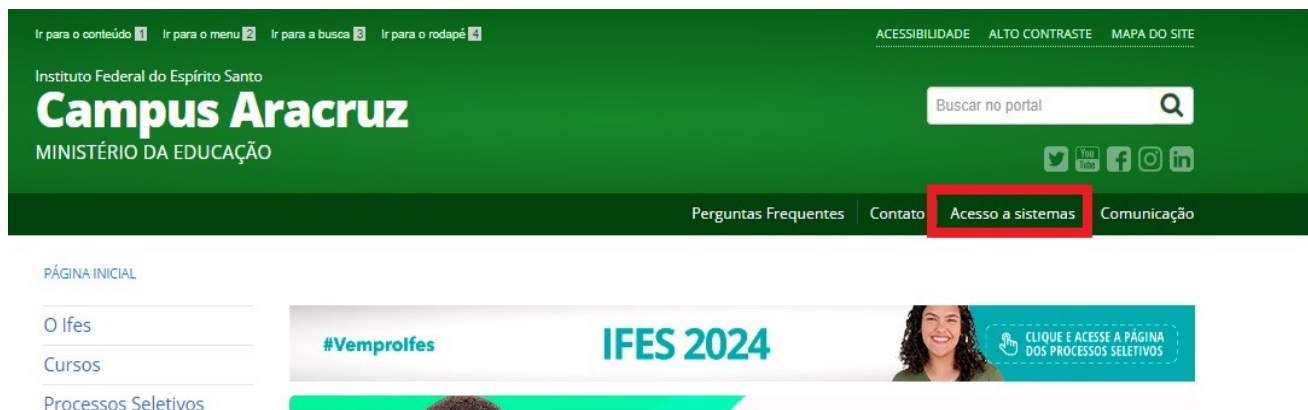 Ir para o conteúdo 1 Ir para o menu 2 Ir para a busca 3 Ir para o rodapé 4
ACESSIBILIDADE ALTO CONTRASTE MAPA DO SITE
Instituto Federal do Espírito Santo
Campus Aracruz
MINISTÉRIO DA EDUCAÇÃO
Buscar no portal
You Tube
Perguntas Frequentes Contato Acesso a sistemas Comunicação
PÁGINA INICIAL
O Ifes
Cursos
Processos Seletivos
#VemproIfes
IFES 2024
CLIQUE E ACESSE A PÁGINA
DOS PROCESSOS SELETIVOS